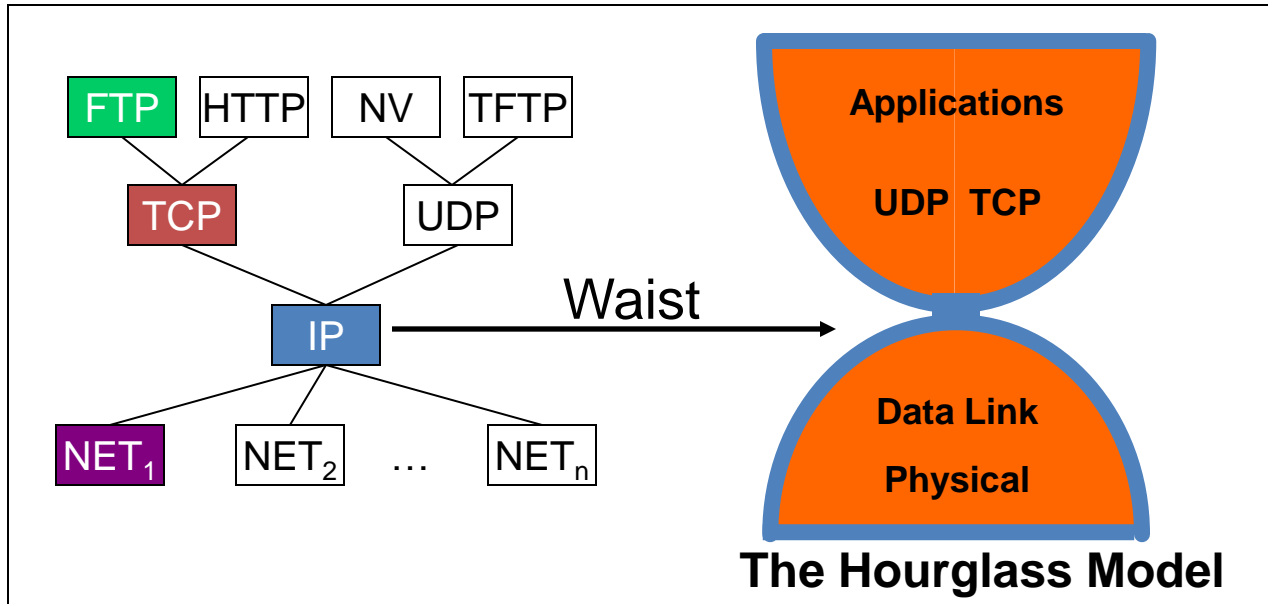 FTP HTTP NV TFTP
TCP UDP
IP
NET₁ NET₂ … NETₙ
Waist
Applications
UDP TCP
Data Link
Physical
The Hourglass Model